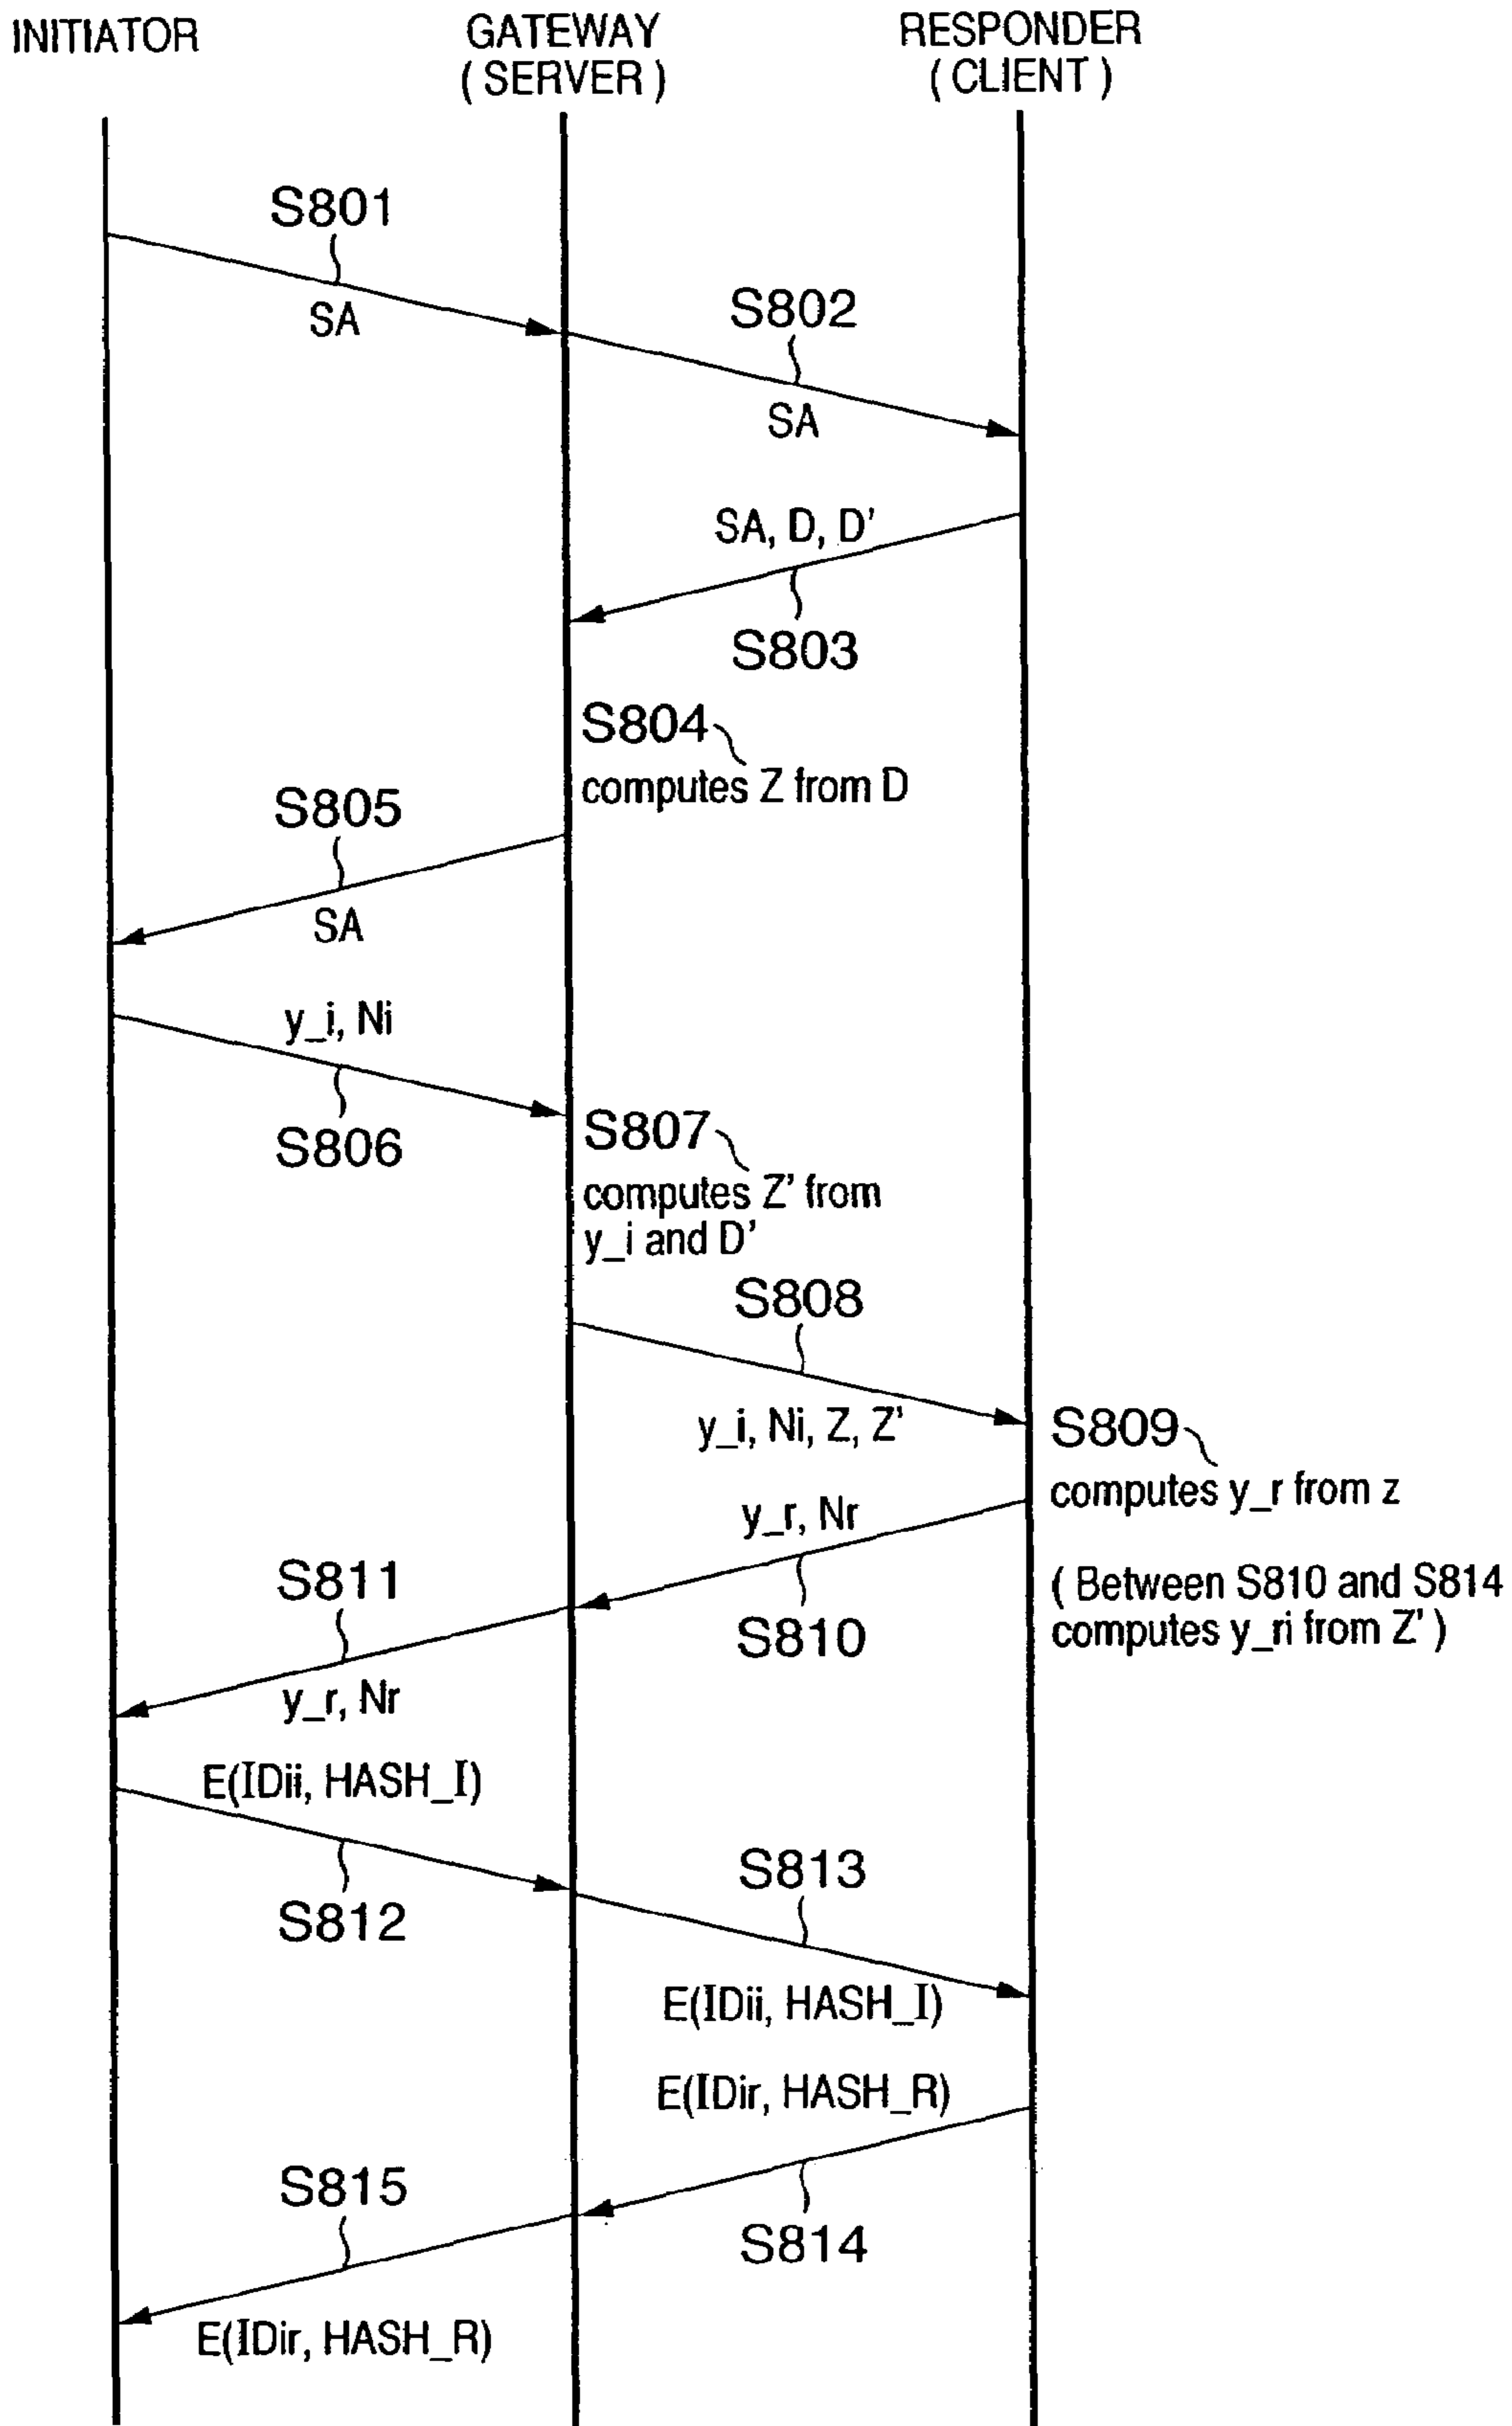 INITIATOR
GATEWAY
( SERVER )
RESPONDER
( CLIENT )
S801
SA
S802
SA
SA, D, D'
S803
S804
computes Z from D
S805
SA
y_i, Ni
S806
S807
computes Z' from
y_i and D'
S808
y_i, Ni, Z, Z'
S809
computes y_r from z
y_r, Nr
S810
( Between S810 and S814
computes y_ri from Z' )
S811
y_r, Nr
E(IDii, HASH_I)
S812
S813
E(IDii, HASH_I)
E(IDir, HASH_R)
S814
S815
E(IDir, HASH_R)